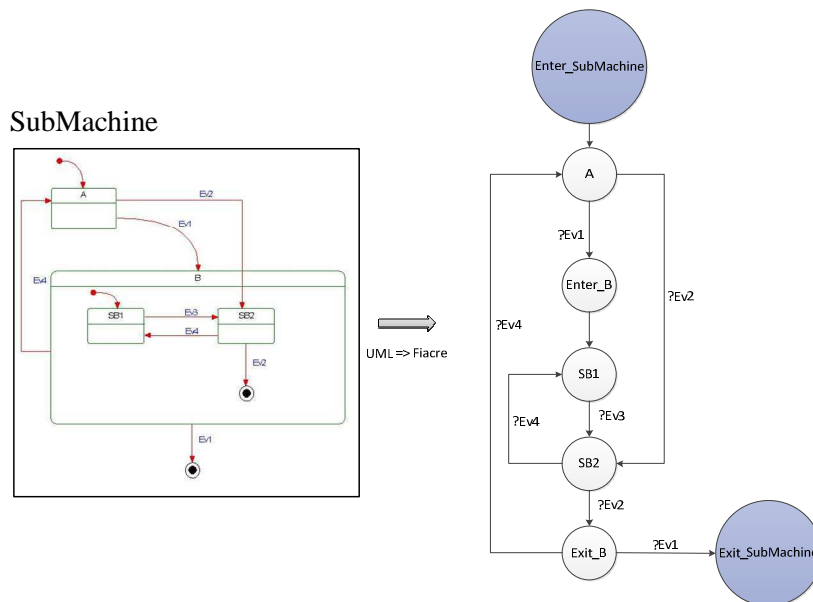 SubMachine
A
Ev2
Ev1
Ev4
B
SB1
Ev3
SB2
Ev4
Ev2
Ev1
UML => Fiacre
Enter_SubMachine
A
?Ev1
Enter_B
?Ev2
?Ev4
SB1
?Ev4
?Ev3
SB2
?Ev2
Exit_B
?Ev1
Exit_SubMachine